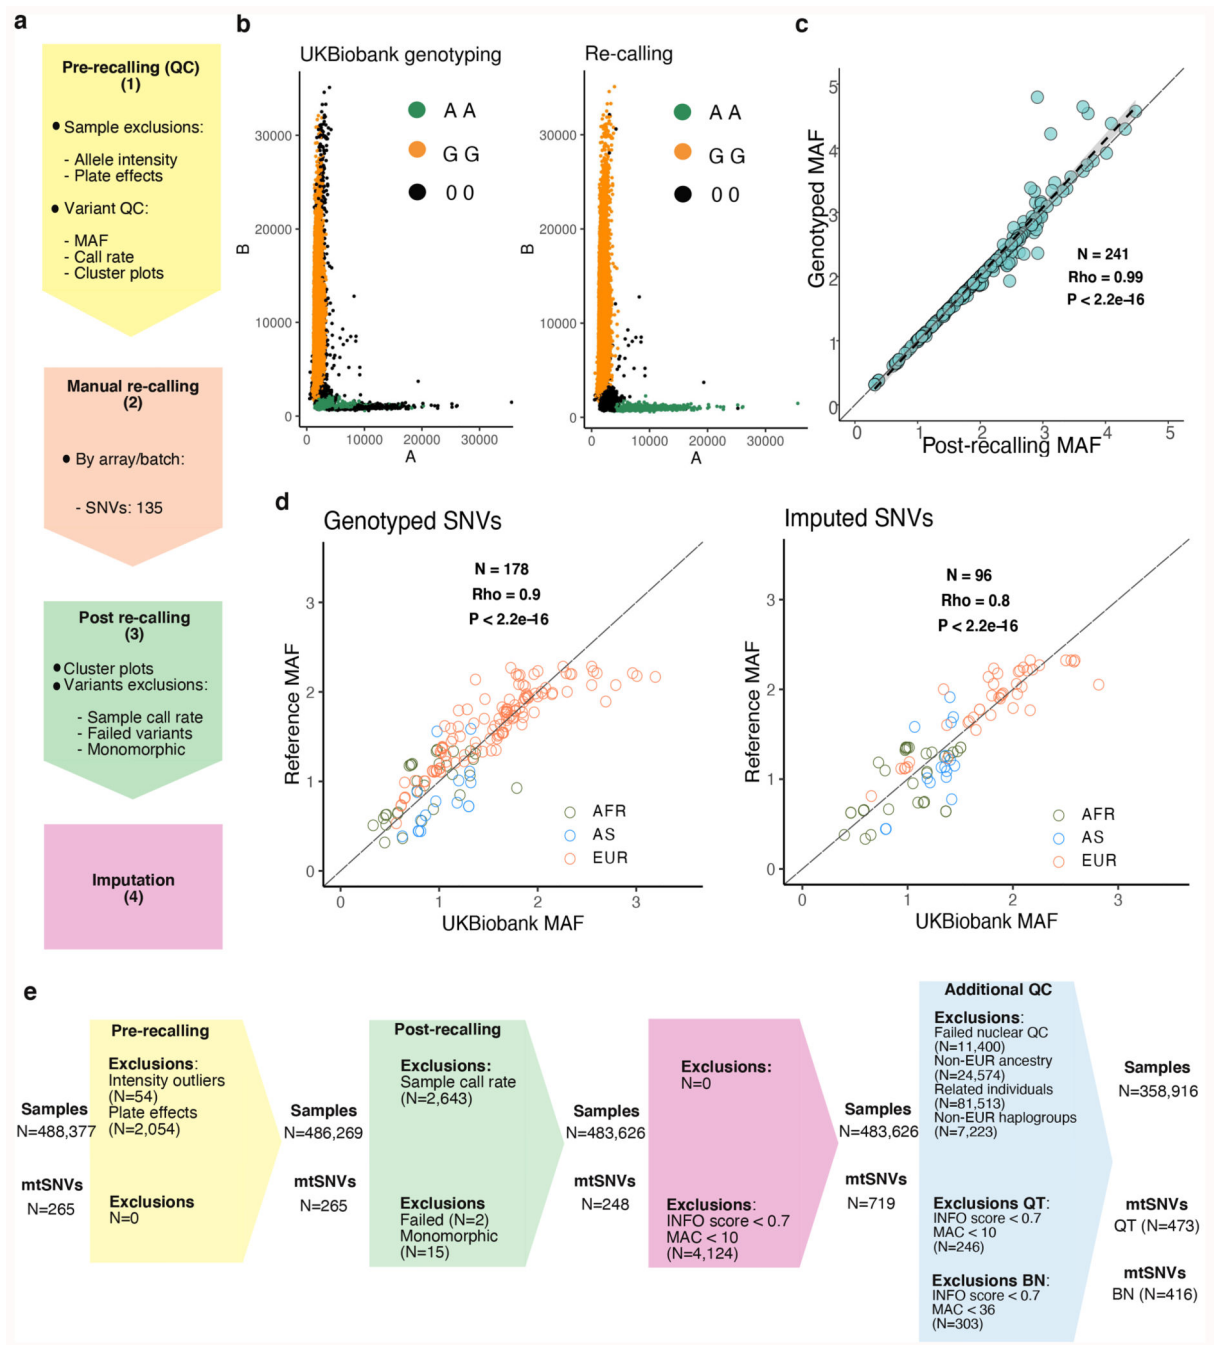 a
Pre-recalling (QC)
(1)
● Sample exclusions:
- Allele intensity
- Plate effects
● Variant QC:
- MAF
- Call rate
- Cluster plots
Manual re-calling
(2)
● By array/batch:
- SNVs: 135
Post re-calling
(3)
● Cluster plots
● Variants exclusions:
- Sample call rate
- Failed variants
- Monomorphic
Imputation
(4)
b
UKBiobank genotyping
A A
G G
0 0
30000
20000
10000
0
B
0 10000 20000 30000
A
Re-calling
A A
G G
0 0
30000
20000
10000
0
B
0 10000 20000 30000
A
c
5
4
3
2
1
0
Genotyped MAF
N = 241
Rho = 0.99
P < 2.2e-16
0 1 2 3 4 5
Post-recalling MAF
d
Genotyped SNVs
N = 178
Rho = 0.9
P < 2.2e-16
3
2
1
0
Reference MAF
AFR
AS
EUR
0 1 2 3
UKBiobank MAF
Imputed SNVs
N = 96
Rho = 0.8
P < 2.2e-16
3
2
1
0
Reference MAF
AFR
AS
EUR
0 1 2 3
UKBiobank MAF
e
Samples
N=488,377
mtSNVs
N=265
Pre-recalling
Exclusions:
Intensity outliers
(N=54)
Plate effects
(N=2,054)
Exclusions
N=0
Samples
N=486,269
mtSNVs
N=265
Post-recalling
Exclusions:
Sample call rate
(N=2,643)
Exclusions
Failed (N=2)
Monomorphic
(N=15)
Samples
N=483,626
mtSNVs
N=248
Exclusions:
N=0
Exclusions:
INFO score < 0.7
MAC < 10
(N=4,124)
Samples
N=483,626
mtSNVs
N=719
Additional QC
Exclusions:
Failed nuclear QC
(N=11,400)
Non-EUR ancestry
(N=24,574)
Related individuals
(N=81,513)
Non-EUR haplogroups
(N=7,223)
Exclusions QT:
INFO score < 0.7
MAC < 10
(N=246)
Exclusions BN:
INFO score < 0.7
MAC < 36
(N=303)
Samples
N=358,916
mtSNVs
QT (N=473)
mtSNVs
BN (N=416)